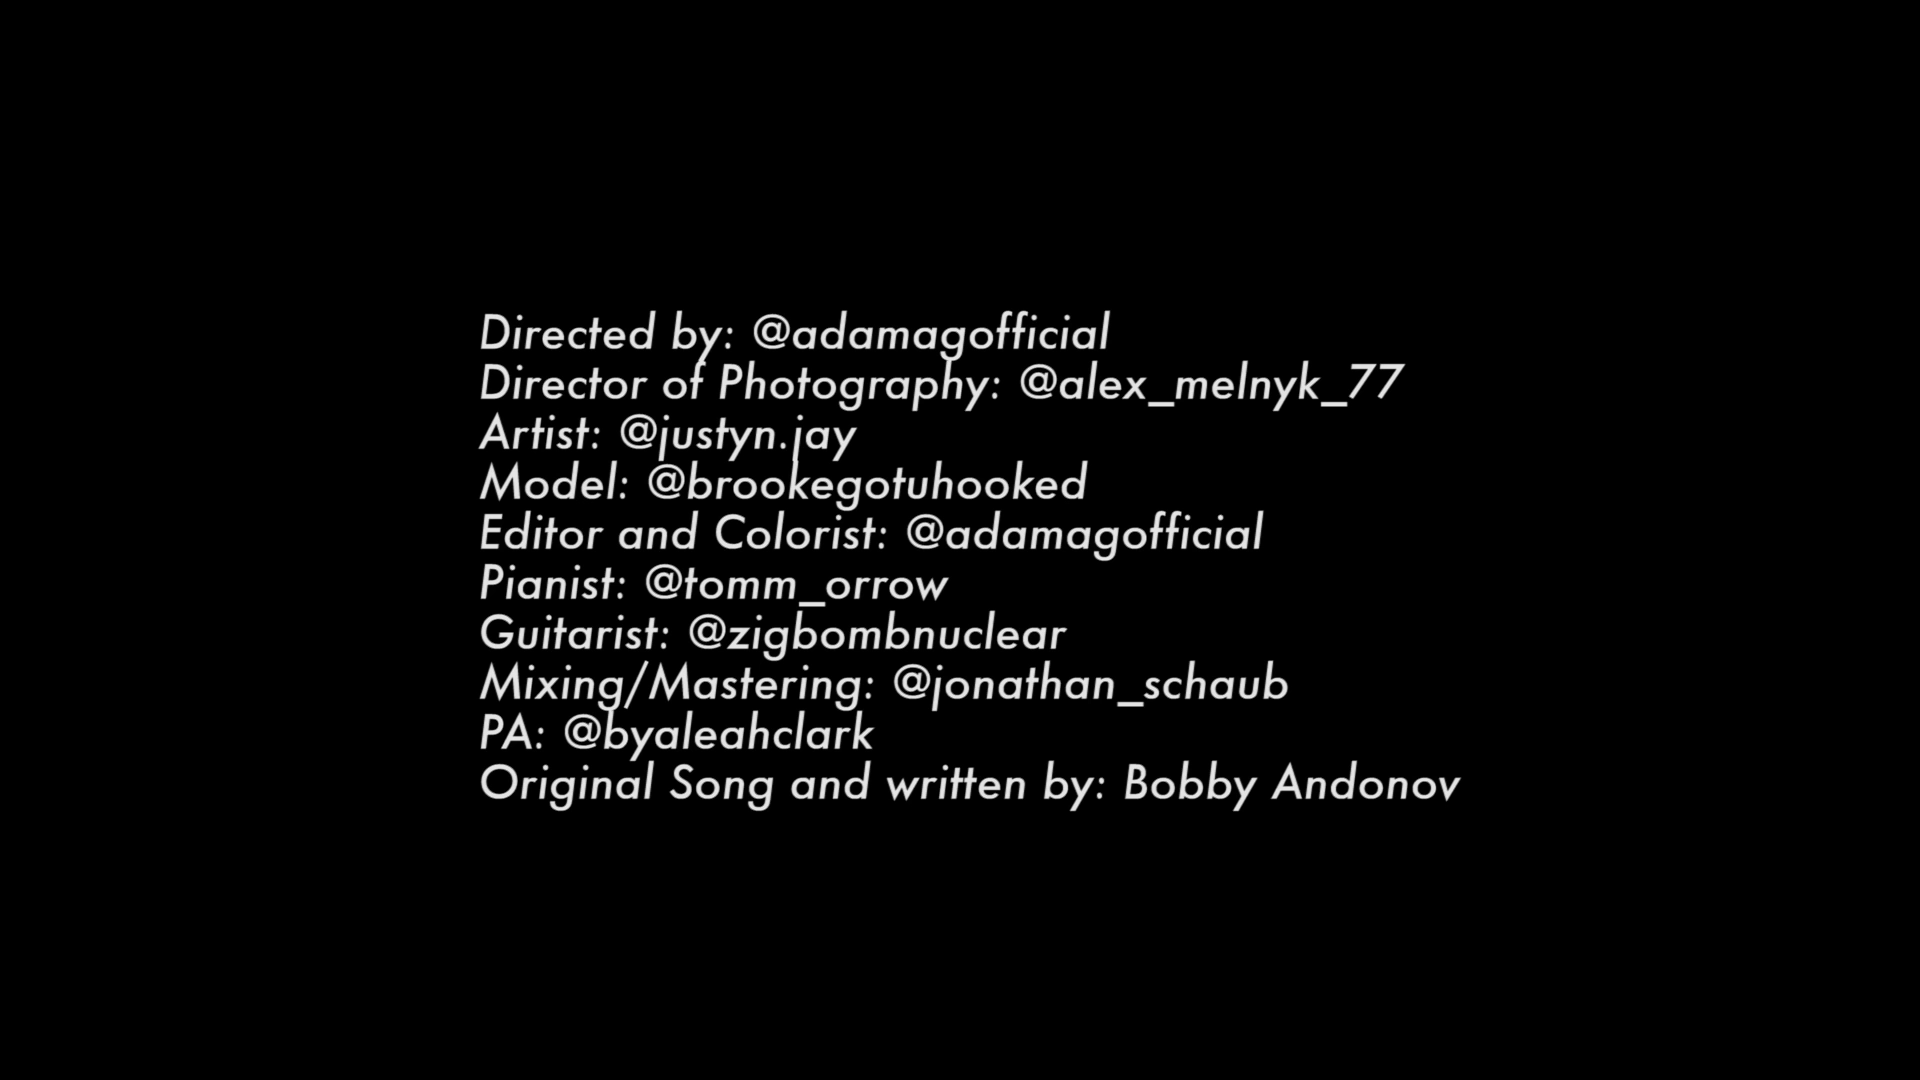 Directed by: @adamagofficial
Director of Photography: @alex_melnyk_77
Artist: @justyn.jay
Model: @brookegotuhooked
Editor and Colorist: @adamagofficial
Pianist: @tomm_orrow
Guitarist: @zigbombnuclear
Mixing/Mastering: @jonathan_schaub
PA: @byaleahclark
Original Song and written by: Bobby Andonov